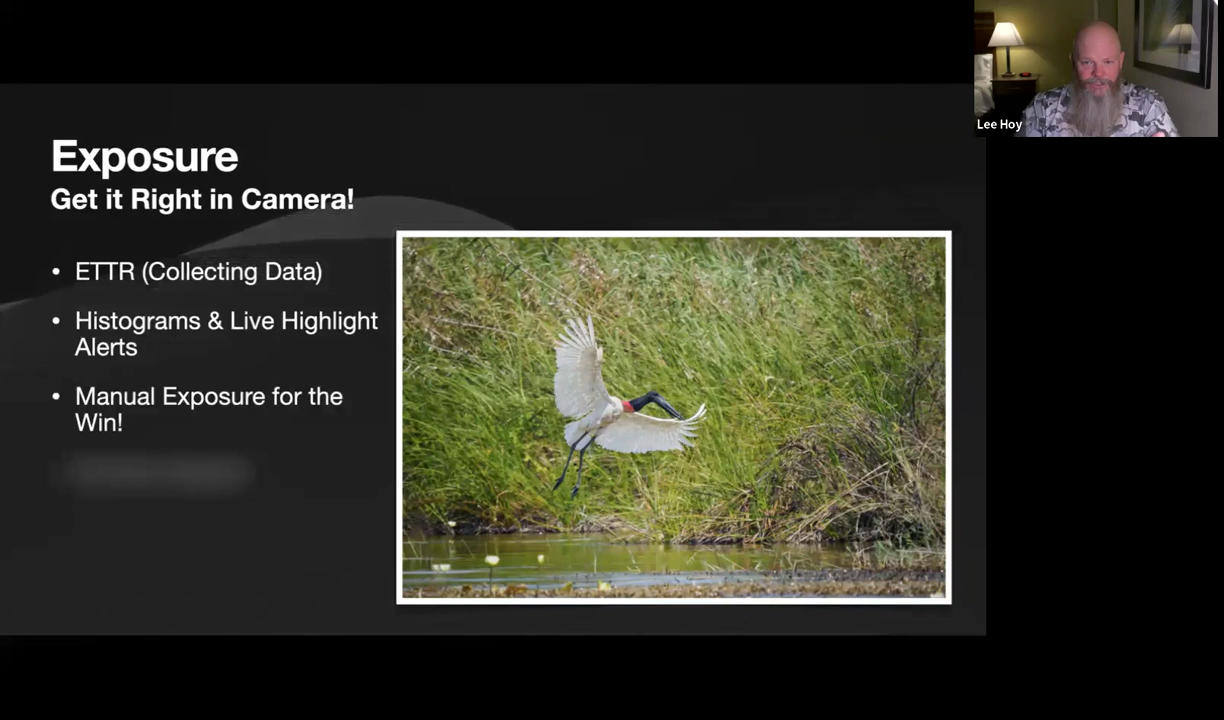 Lee Hoy
Exposure
Get it Right in Camera!
• ETTR (Collecting Data)
• Histograms & Live Highlight
Alerts
• Manual Exposure for the
Win!